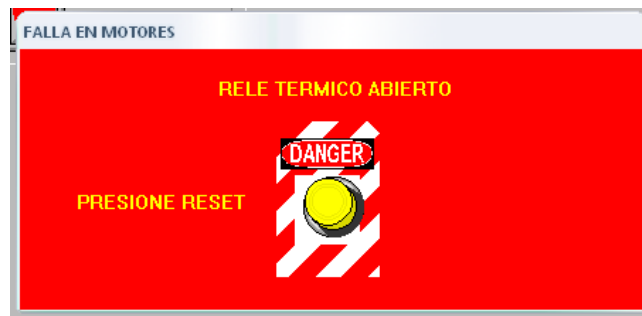 FALLA EN MOTORES
RELE TERMICO ABIERTO
DANGER
PRESIONE RESET